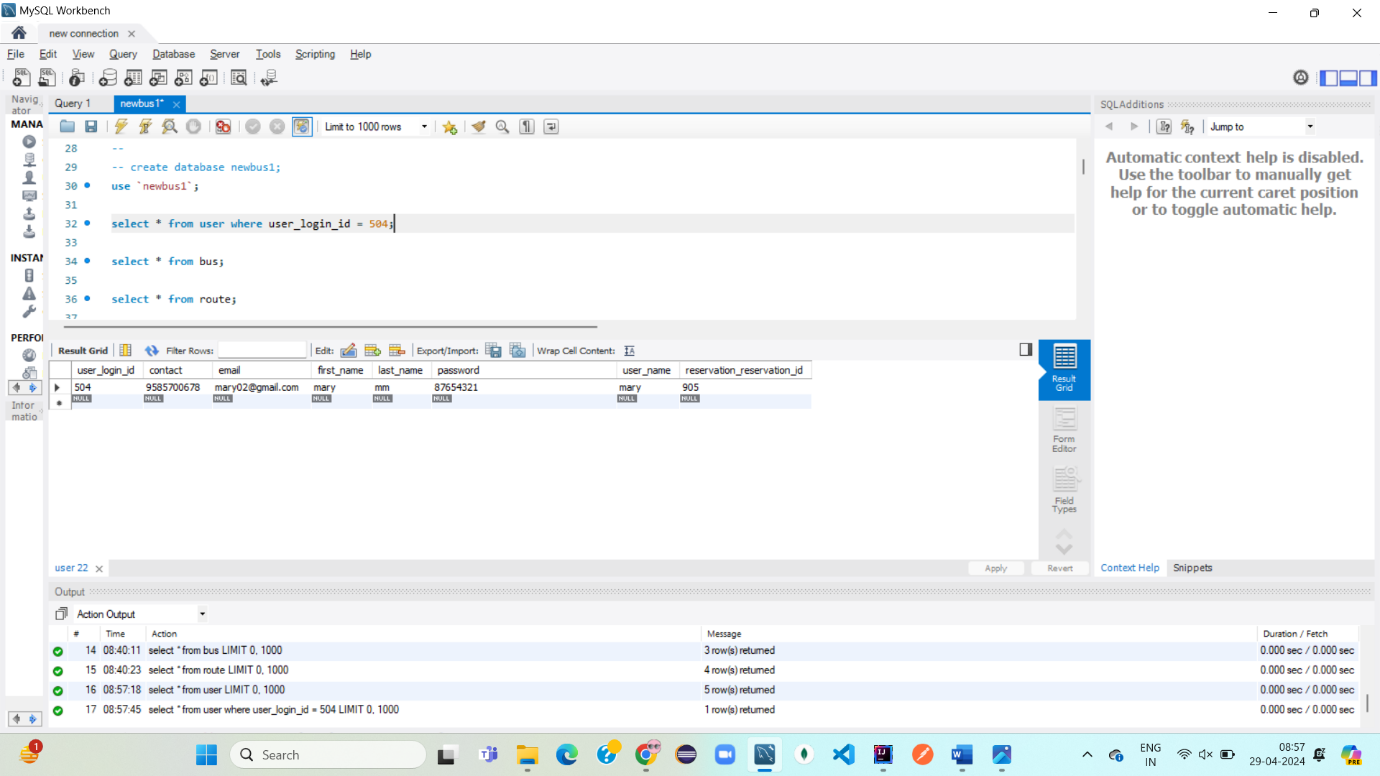 MySQL Workbench
new connection
File Edit View Query Database Server Tools Scripting Help
Navig
ator
MANA
INSTAN
PERFO
Infor
matio
Query 1 newbus1*
Limit to 1000 rows
28 --
29 -- create database newbus1;
30 use `newbus1`;
31
32 select * from user where user_login_id = 504;
33
34 select * from bus;
35
36 select * from route;
37
Result Grid Filter Rows: Edit: Export/Import: Wrap Cell Content:
user_login_id contact email first_name last_name password user_name reservation_reservation_id
504 9585700678 mary02@gmail.com mary mm 87654321 mary 905
NULL NULL NULL NULL NULL NULL NULL NULL
Result
Grid
Form
Editor
Field
Types
user 22 Apply Revert
SQLAdditions
Jump to
Automatic context help is disabled.
Use the toolbar to manually get
help for the current caret position
or to toggle automatic help.
Context Help Snippets
Output
Action Output
# Time Action Message Duration / Fetch
14 08:40:11 select * from bus LIMIT 0, 1000 3 row(s) returned 0.000 sec / 0.000 sec
15 08:40:23 select * from route LIMIT 0, 1000 4 row(s) returned 0.000 sec / 0.000 sec
16 08:57:18 select * from user LIMIT 0, 1000 5 row(s) returned 0.000 sec / 0.000 sec
17 08:57:45 select * from user where user_login_id = 504 LIMIT 0, 1000 1 row(s) returned 0.000 sec / 0.000 sec
1
Search
ENG
IN
08:57
29-04-2024
PRE